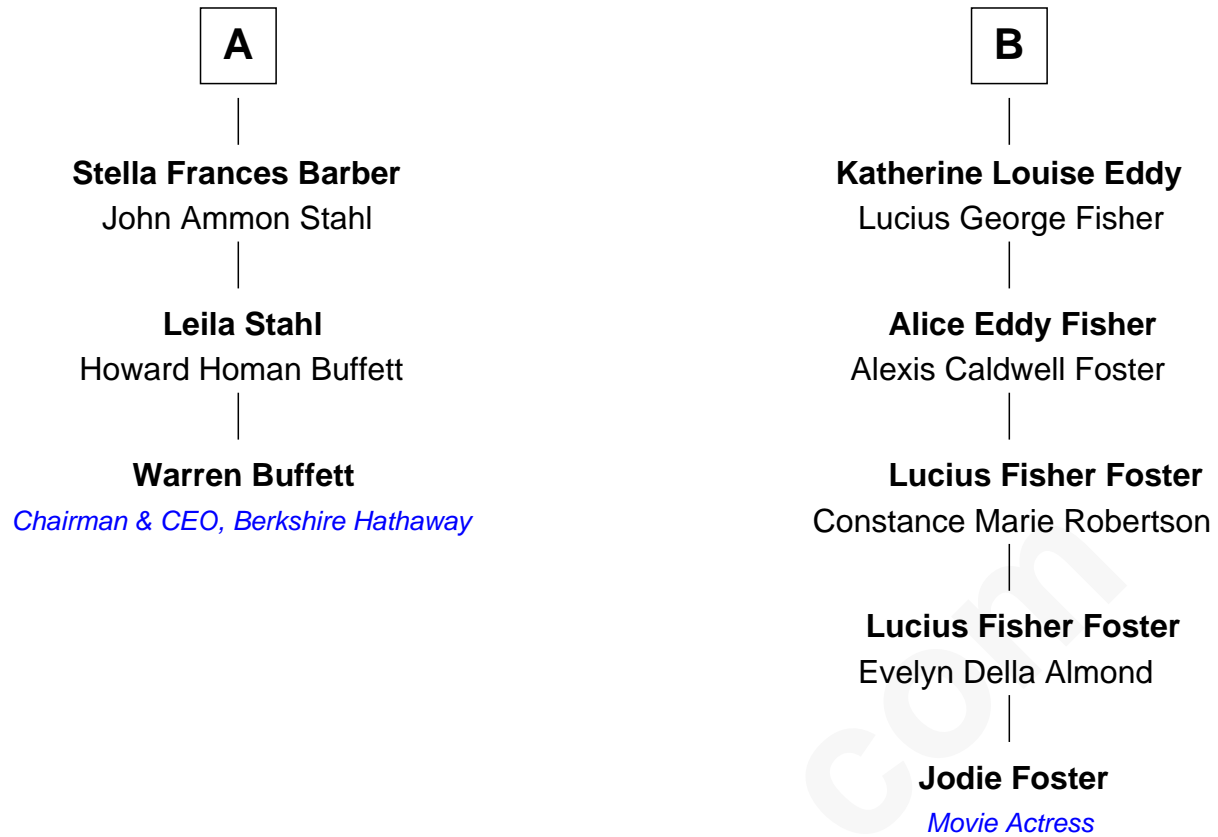 A
Stella Frances Barber
John Ammon Stahl
Leila Stahl
Howard Homan Buffett
Warren Buffett
Chairman & CEO, Berkshire Hathaway
B
Katherine Louise Eddy
Lucius George Fisher
Alice Eddy Fisher
Alexis Caldwell Foster
Lucius Fisher Foster
Constance Marie Robertson
Lucius Fisher Foster
Evelyn Della Almond
Jodie Foster
Movie Actress
com